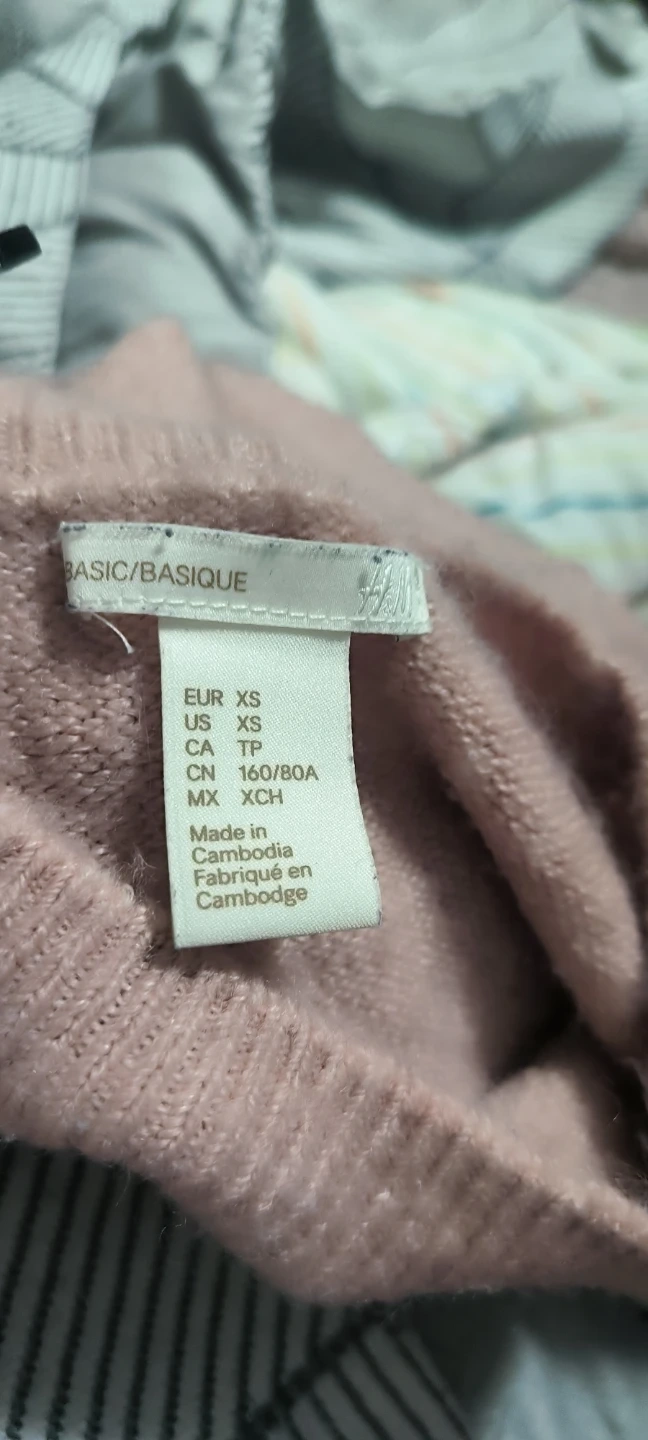 BASIC/BASIQUE H&M
EUR XS
US XS
CA TP
CN 160/80A
MX XCH
Made in
Cambodia
Fabriqué en
Cambodge